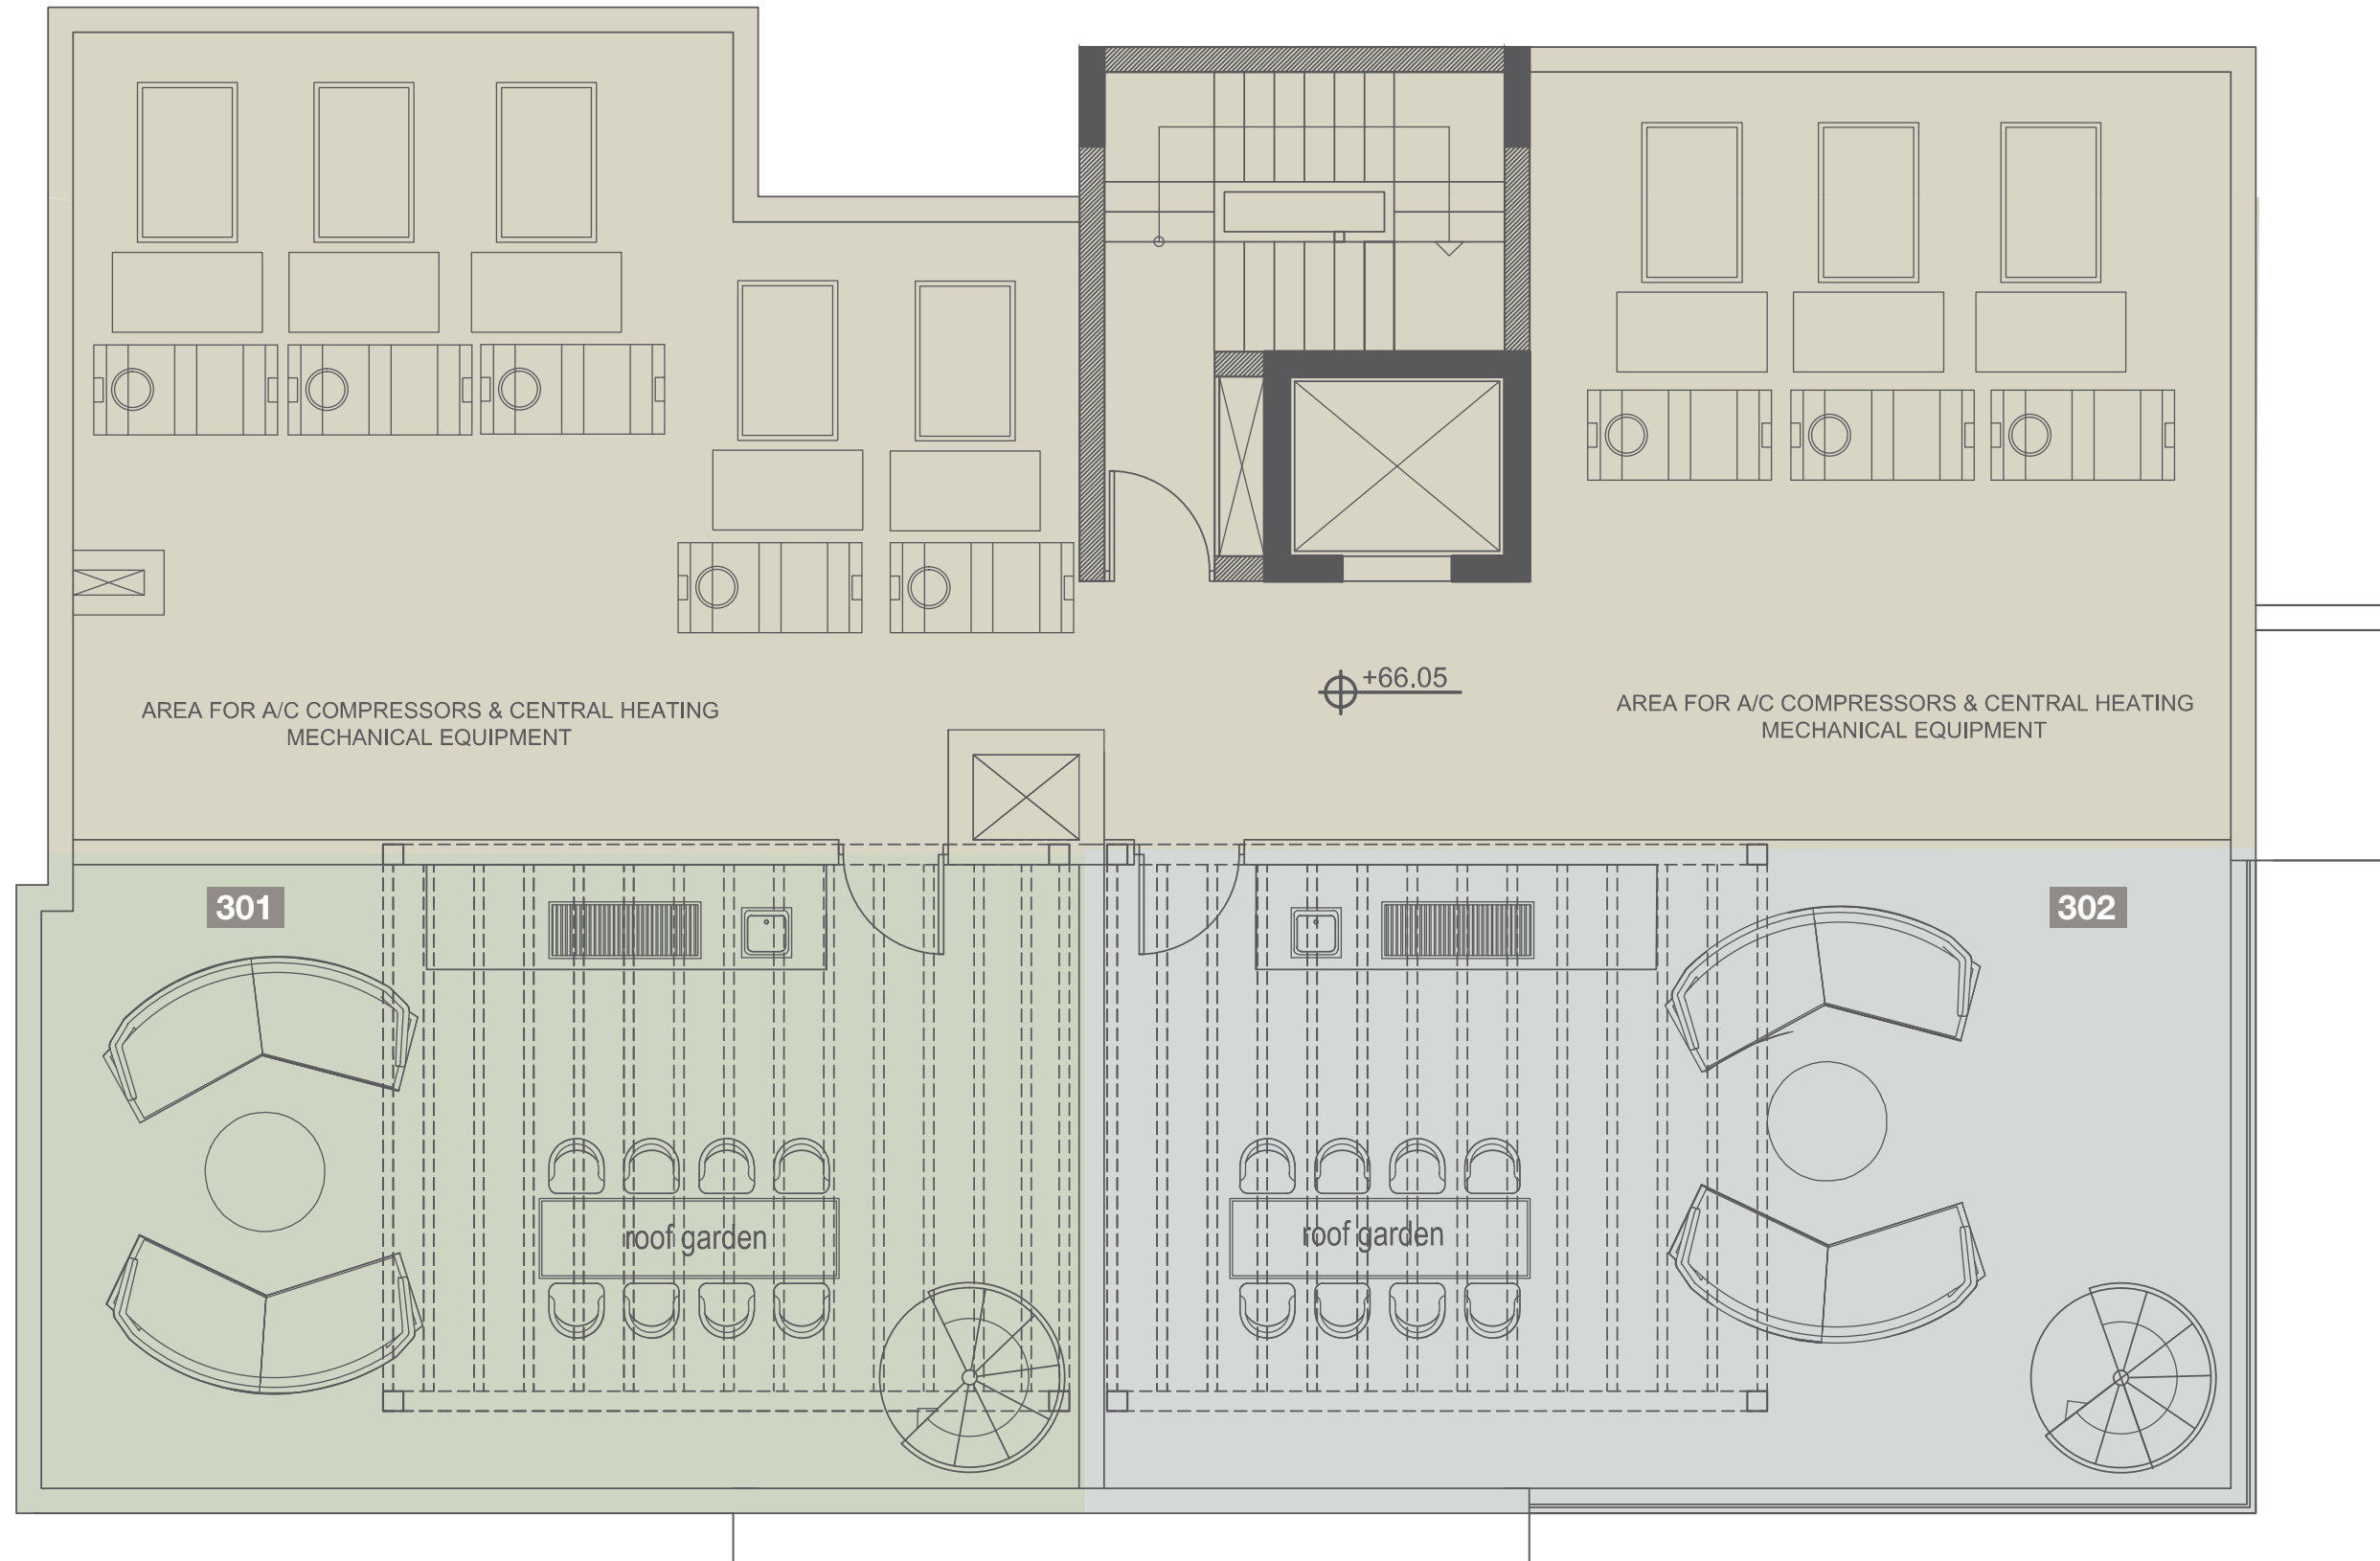 +66.05
AREA FOR A/C COMPRESSORS & CENTRAL HEATING
MECHANICAL EQUIPMENT
AREA FOR A/C COMPRESSORS & CENTRAL HEATING
MECHANICAL EQUIPMENT
301
302
roof garden
roof garden